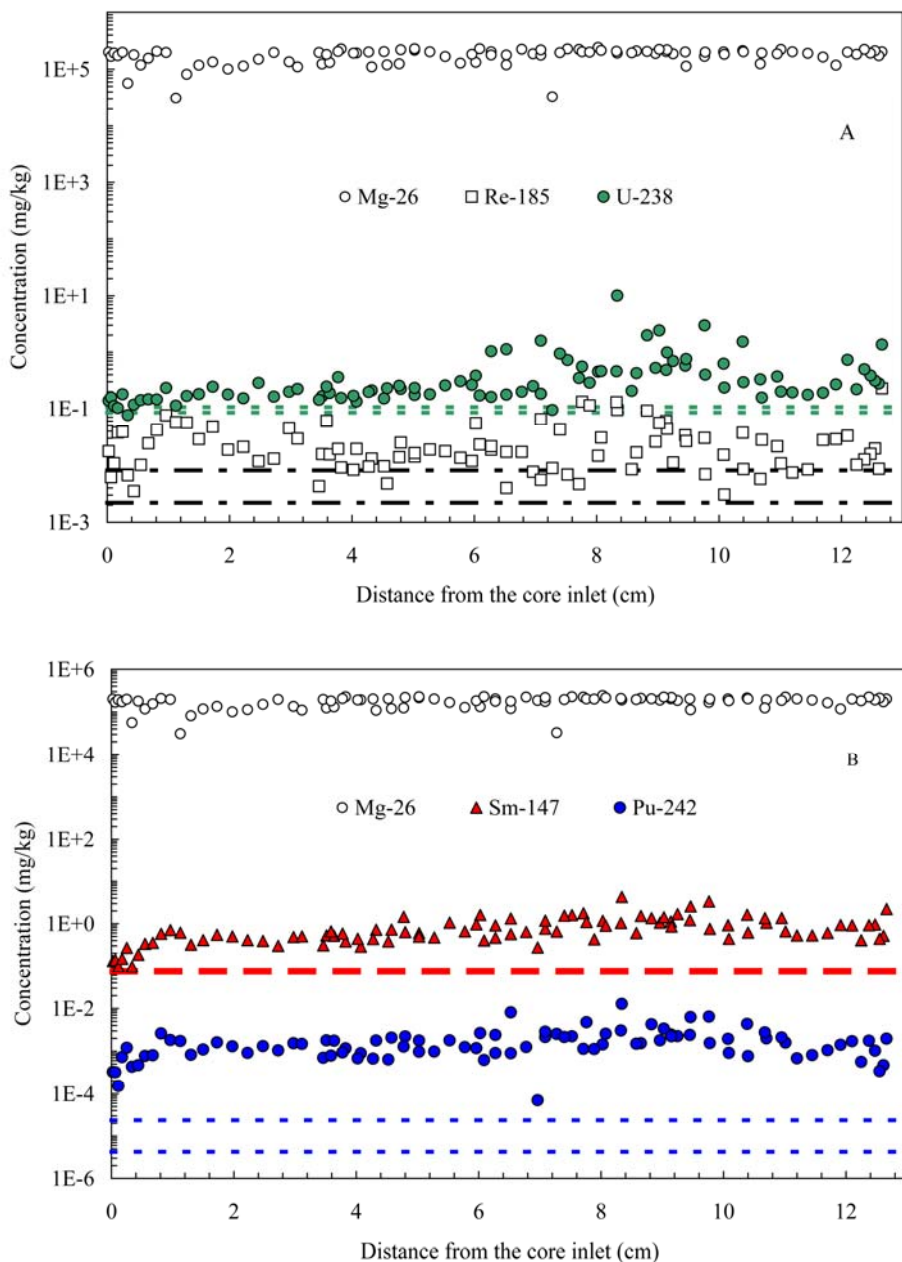 1E+5
A
1E+3
Mg-26 Re-185 U-238
1E+1
1E-1
1E-3
0 2 4 6 8 10 12
Concentration (mg/kg)
Distance from the core inlet (cm)
1E+6
B
1E+4
Mg-26 Sm-147 Pu-242
1E+2
1E+0
1E-2
1E-4
1E-6
0 2 4 6 8 10 12
Concentration (mg/kg)
Distance from the core inlet (cm)